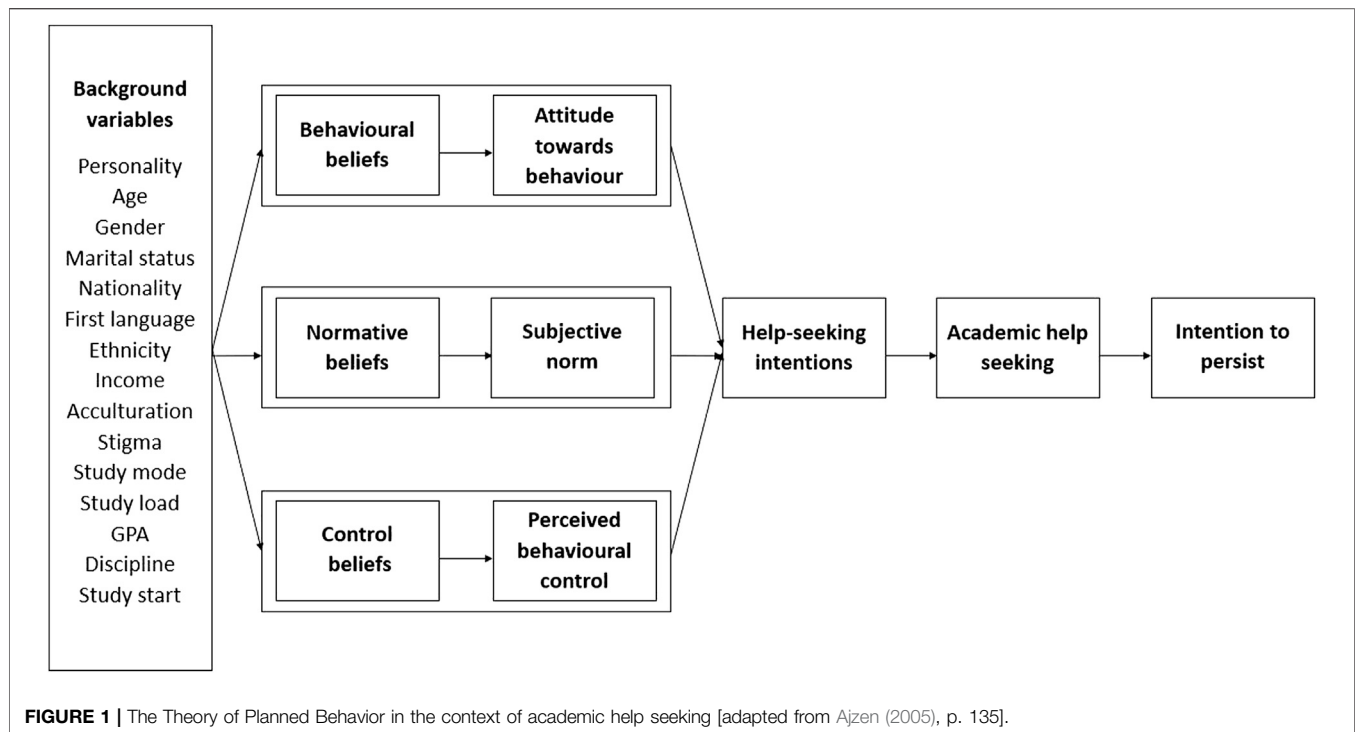 Background
variables
Personality
Age
Gender
Marital status
Nationality
First language
Ethnicity
Income
Acculturation
Stigma
Study mode
Study load
GPA
Discipline
Study start
Behavioural
beliefs
Attitude
towards
behaviour
Normative
beliefs
Subjective
norm
Control
beliefs
Perceived
behavioural
control
Help-seeking
intentions
Academic help
seeking
Intention to
persist
FIGURE 1 | The Theory of Planned Behavior in the context of academic help seeking [adapted from Ajzen (2005), p. 135].